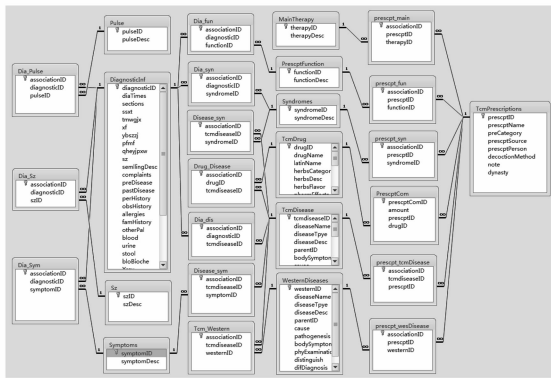 Pulse
pulseID
pulseDesc
Dia_Pulse
associationID
diagnosticID
pulseID
DiagnosticInf
diagnosticID
diaTimes
sections
ssxt
tmwgjx
xf
ybszzj
pfmf
qheyjpxw
sz
semlingDesc
complaints
preDisease
pastDisease
perHistory
obsHistory
allergies
famHistory
otherPal
blood
urine
stool
bioBioche
Dia_Sz
associationID
diagnosticID
szID
Dia_Sym
associationID
diagnosticID
symptomID
Sz
szID
szDesc
Symptoms
symptomID
symptomDesc
Dia_fun
associationID
diagnosticID
functionID
Dia_syn
associationID
diagnosticID
syndromeID
Disease_syn
associationID
tcmdiseaseID
syndromeID
Drug_Disease
associationID
drugID
tcmdiseaseID
Dia_dis
associationID
diagnosticID
tcmdiseaseID
Disease_sym
associationID
tcmdiseaseID
symptomID
Tcm_Western
associationID
tcmdiseaseID
westernID
MainTherapy
therapyID
therapyDesc
PrescptFunction
functionID
functionDesc
Syndromes
syndromeID
syndromeDesc
TcmDrug
drugID
drugName
latinName
herbsCategor
herbsDesc
herbsFlavor
TcmDisease
tcmdiseaseID
diseaseName
diseaseTpye
diseaseDesc
parentID
bodySympton
WesternDiseases
westernID
diseaseName
diseaseTpye
diseaseDesc
parentID
cause
pathogenesis
bodySympton
phyExaminatic
distinguish
difDiagnosis
prescpt_main
associationID
prescptID
therapyID
prescpt_fun
associationID
prescptID
functionID
prescpt_syn
associationID
prescptID
syndromeID
PrescptCom
prescptComID
amount
prescptID
drugID
prescpt_tcmDisease
associationID
tcmdiseaseID
prescptID
prescpt_wesDisease
associationID
prescptID
westernID
TcmPrescriptions
prescptID
prescptName
preCategory
prescptSource
prescptPerson
decoctionMethod
note
dynasty